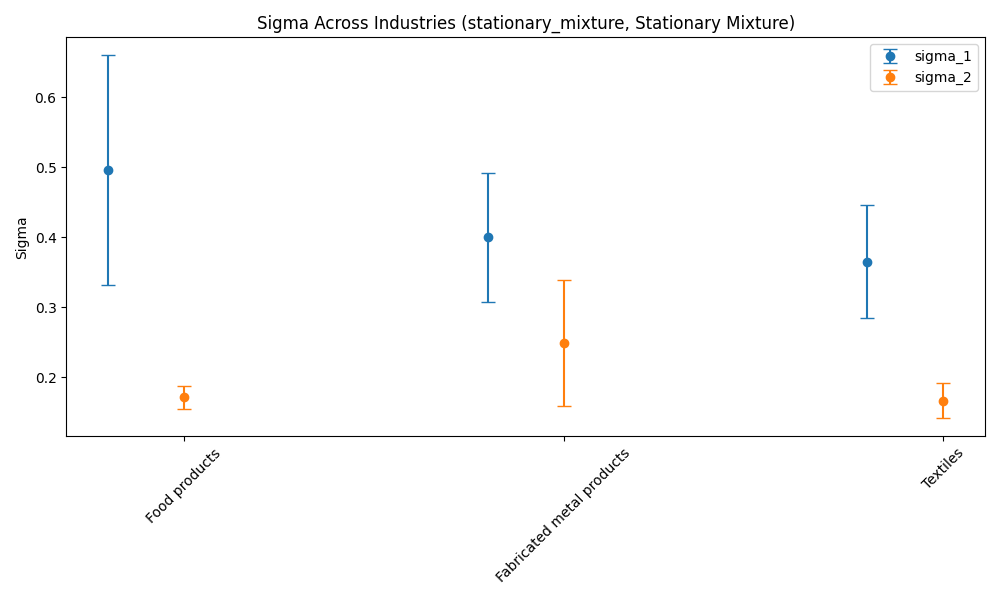 Sigma Across Industries (stationary_mixture, Stationary Mixture)
sigma_1
sigma_2
Sigma
0.6
0.5
0.4
0.3
0.2
Food products
Fabricated metal products
Textiles